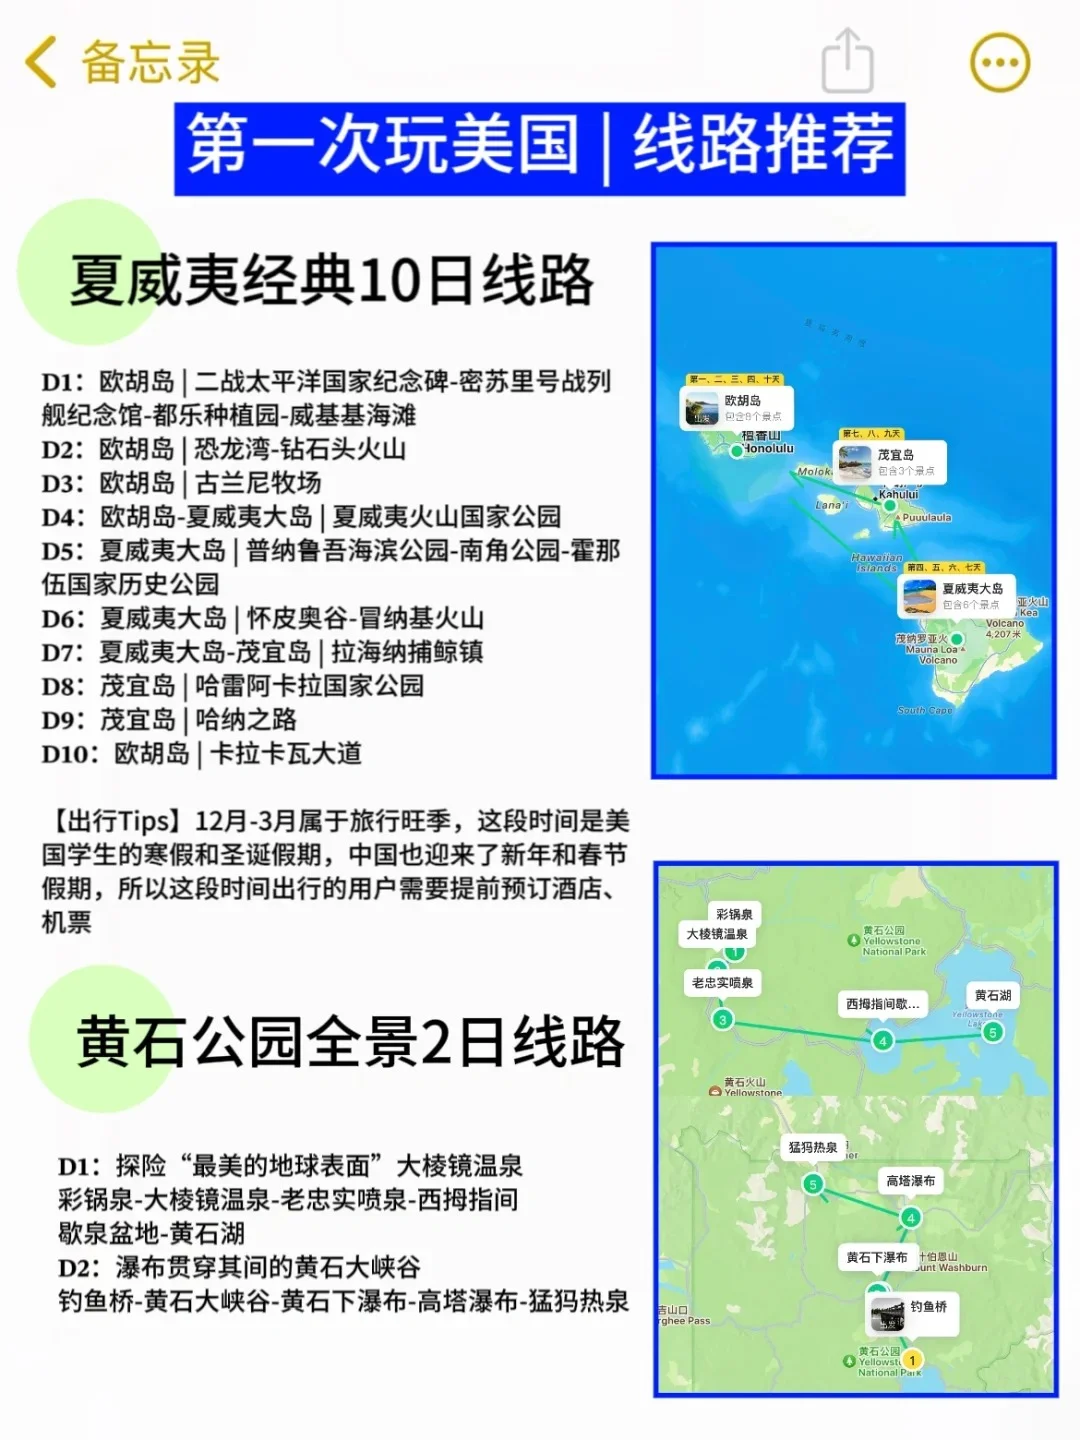 备忘录
第一次玩美国 | 线路推荐
夏威夷经典10日线路
D1：欧胡岛 | 二战太平洋国家纪念碑-密苏里号战列
舰纪念馆-都乐种植园-威基基海滩
D2：欧胡岛 | 恐龙湾-钻石头火山
D3：欧胡岛 | 古兰尼牧场
D4：欧胡岛-夏威夷大岛 | 夏威夷火山国家公园
D5：夏威夷大岛 | 普纳鲁吾海滨公园-南角公园-霍那
伍国家历史公园
D6：夏威夷大岛 | 怀皮奥谷-冒纳基火山
D7：夏威夷大岛-茂宜岛 | 拉海纳捕鲸镇
D8：茂宜岛 | 哈雷阿卡拉国家公园
D9：茂宜岛 | 哈纳之路
D10：欧胡岛 | 卡拉卡瓦大道
【出行Tips】12月-3月属于旅行旺季，这段时间是美
国学生的寒假和圣诞假期，中国也迎来了新年和春节
假期，所以这段时间出行的用户需要提前预订酒店、
机票
第一、二、三、四、十天
欧胡岛
包含8个景点
出发
檀香山
Honolulu
第七、八、九天
茂宜岛
包含3个景点
Moloka
Lana'i
Kahului
Puuulaula
Hawaiian
Islands
第四、五、六、七天
夏威夷大岛
包含6个景点
亚火山
Kea
Volcano
4,207米
茂纳罗亚火
Mauna Loa
Volcano
South Cape
黄石公园全景2日线路
D1：探险“最美的地球表面”大棱镜温泉
彩锅泉-大棱镜温泉-老忠实喷泉-西拇指间
歇泉盆地-黄石湖
D2：瀑布贯穿其间的黄石大峡谷
钓鱼桥-黄石大峡谷-黄石下瀑布-高塔瀑布-猛犸热泉
彩锅泉
大棱镜温泉
1
老忠实喷泉
3
黄石公园
Yellowstone
National Park
西拇指间歇...
4
黄石湖
Yellowstone
Lake
5
黄石火山
Yellowstone
猛犸热泉
5
高塔瀑布
4
黄石下瀑布
十伯恩山
ount Washburn
钓鱼桥
出发
吉山口
rghee Pass
黄石公园
Yellowstone
National Park
1